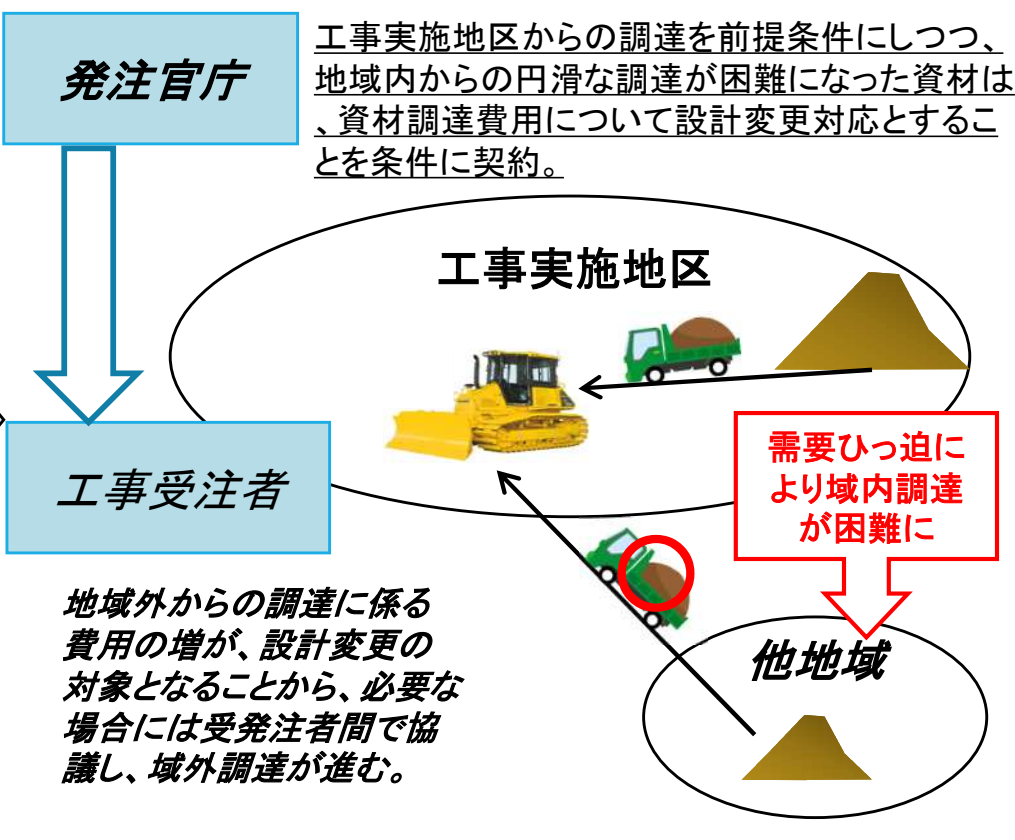 発注官庁
工事実施地区からの調達を前提条件にしつつ、
地域内からの円滑な調達が困難になった資材は
、資材調達費用について設計変更対応とするこ
とを条件に契約。
工事実施地区
需要ひっ迫に
より域内調達
が困難に
工事受注者
地域外からの調達に係る
費用の増が、設計変更の
対象となることから、必要な
場合には受発注者間で協
議し、域外調達が進む。
他地域